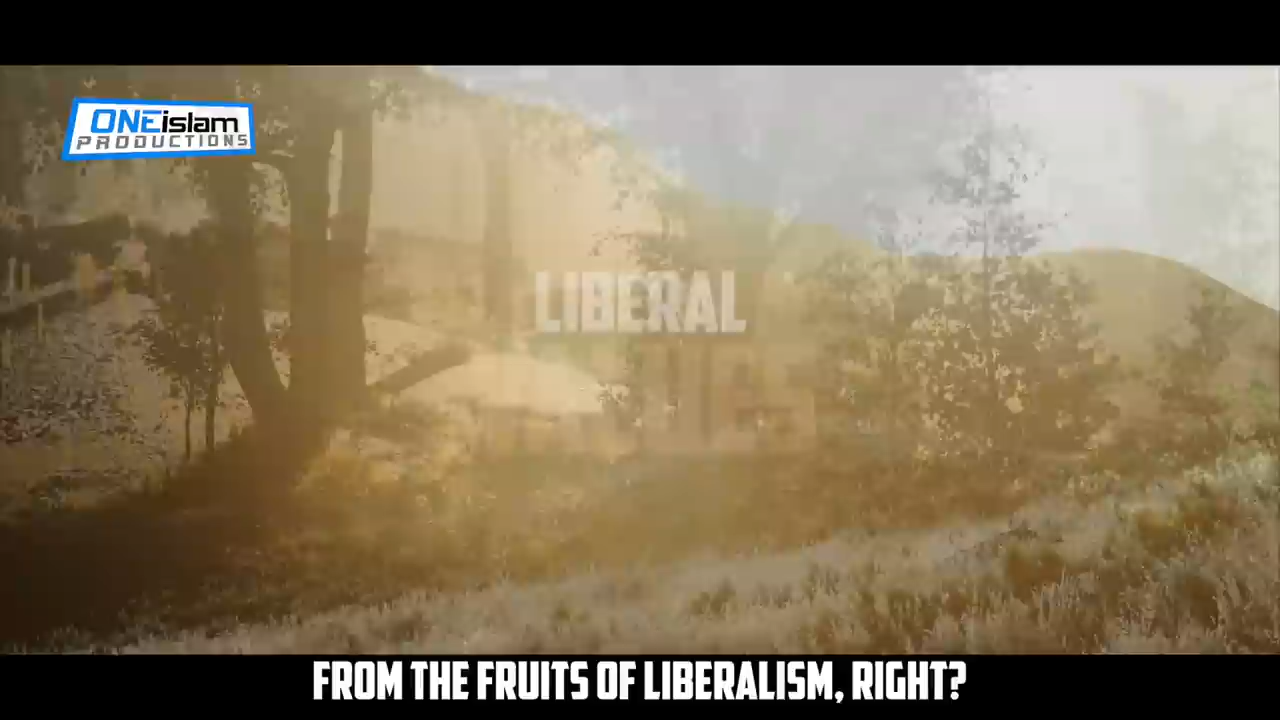 ONEislam
PRODUCTIONS
LIBERAL
FROM THE FRUITS OF LIBERALISM, RIGHT?